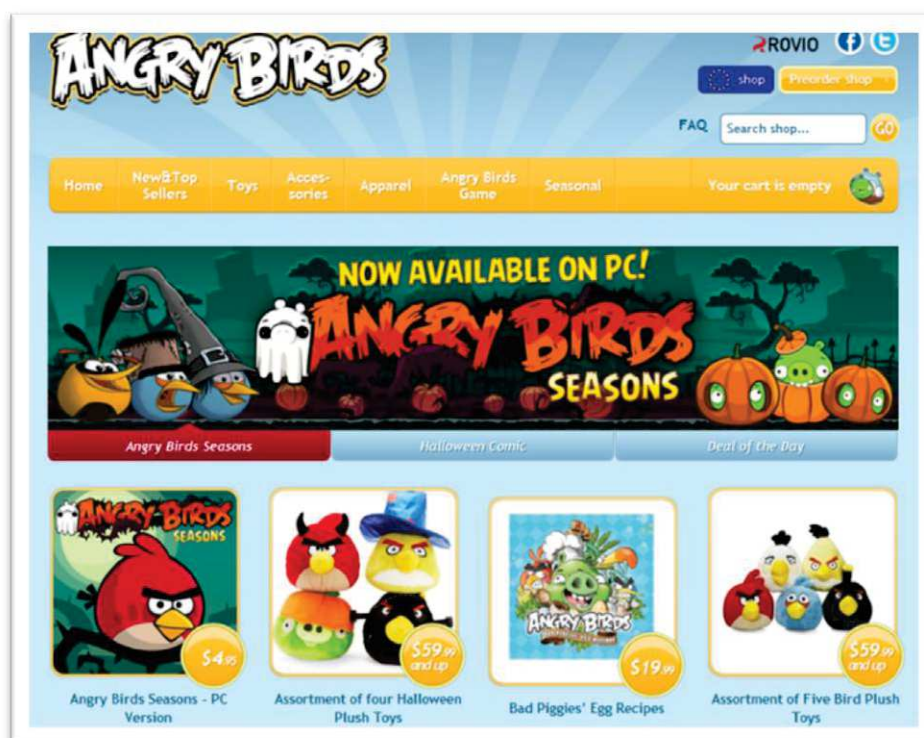 ANGRY BIRDS
ROVIO
shop
Preorder shop
FAQ
Search shop...
GO
Home
New&Top
Sellers
Toys
Acces-
sories
Apparel
Angry Birds
Game
Seasonal
Your cart is empty
NOW AVAILABLE ON PC!
ANGRY BIRDS
SEASONS
Angry Birds Seasons
Halloween Comic
Deal of the Day
ANGRY BIRDS
SEASONS
$4.95
$59.99
and up
ANGRY BIRDS
$19.99
$59.99
and up
Angry Birds Seasons - PC
Version
Assortment of four Halloween
Plush Toys
Bad Piggies' Egg Recipes
Assortment of Five Bird Plush
Toys